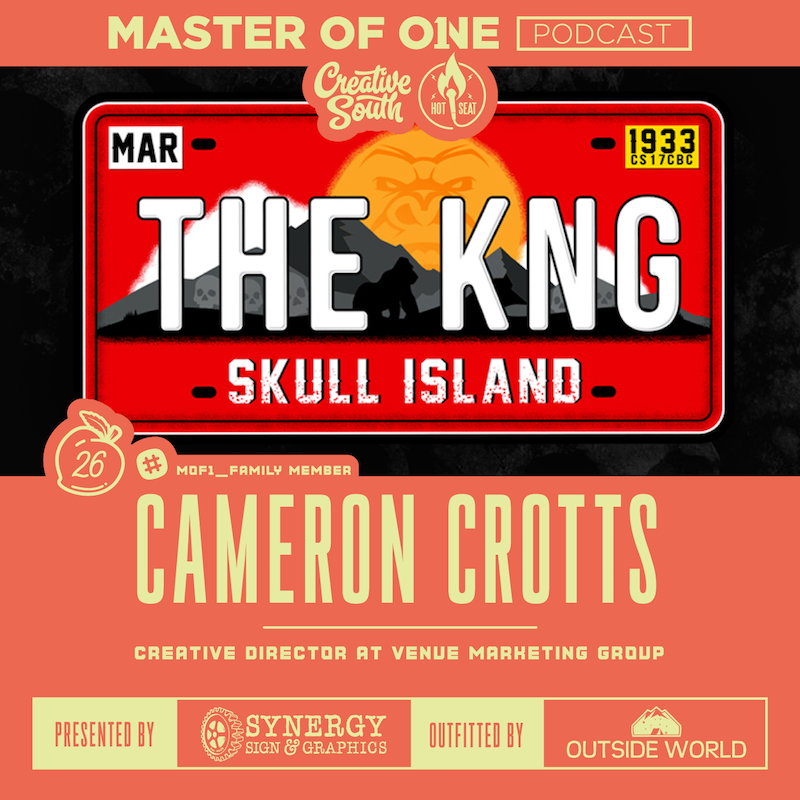 MASTER OF ONE PODCAST
Creative South
HOT SEAT
MAR
1933
CS17CBC
THE KNG
SKULL ISLAND
26
# MOF1_FAMILY MEMBER
CAMERON CROTTS
CREATIVE DIRECTOR AT VENUE MARKETING GROUP
PRESENTED BY
SYNERGY
SIGN & GRAPHICS
OUTFITTED BY
OUTSIDE WORLD